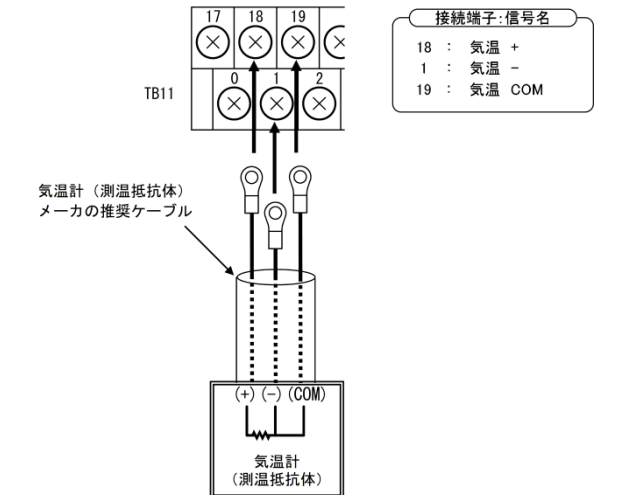 17 18 19
0 1 2
TB11
接続端子:信号名
18 : 気温 +
1 : 気温 -
19 : 気温 COM
気温計（測温抵抗体）
メーカの推奨ケーブル
(+) (-) (COM)
気温計
（測温抵抗体）